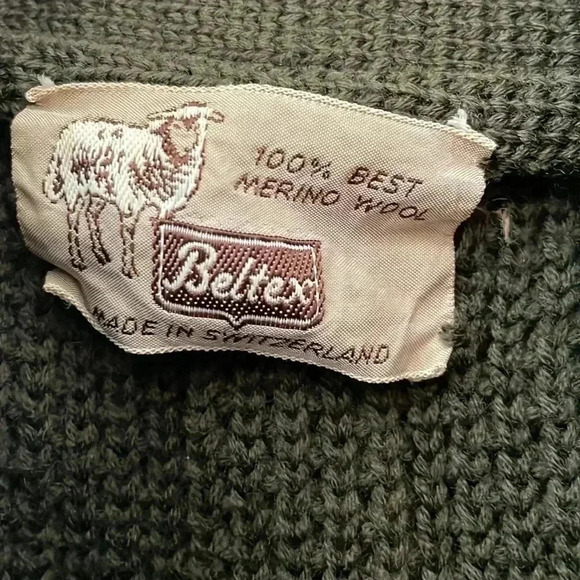 100% BEST
MERINO WOOL
Beltex
MADE IN SWITZERLAND